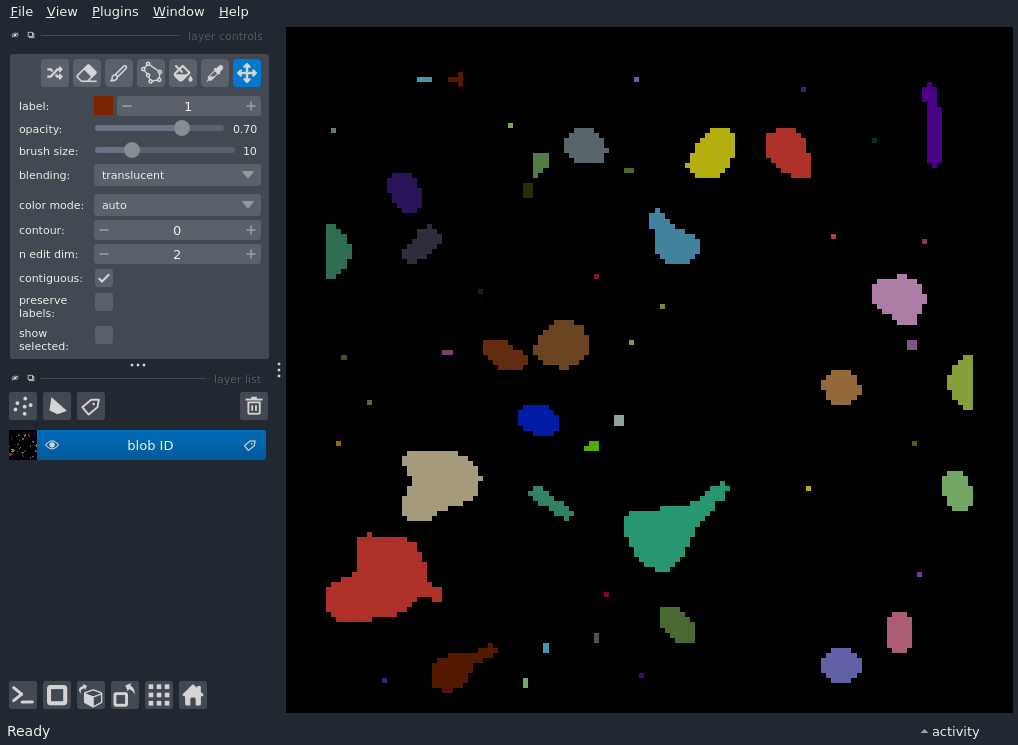 File View Plugins Window Help
layer controls
label: 1
opacity: 0.70
brush size: 10
blending: translucent
color mode: auto
contour: 0
n edit dim: 2
contiguous:
preserve
labels:
show
selected:
layer list
blob ID
Ready
activity